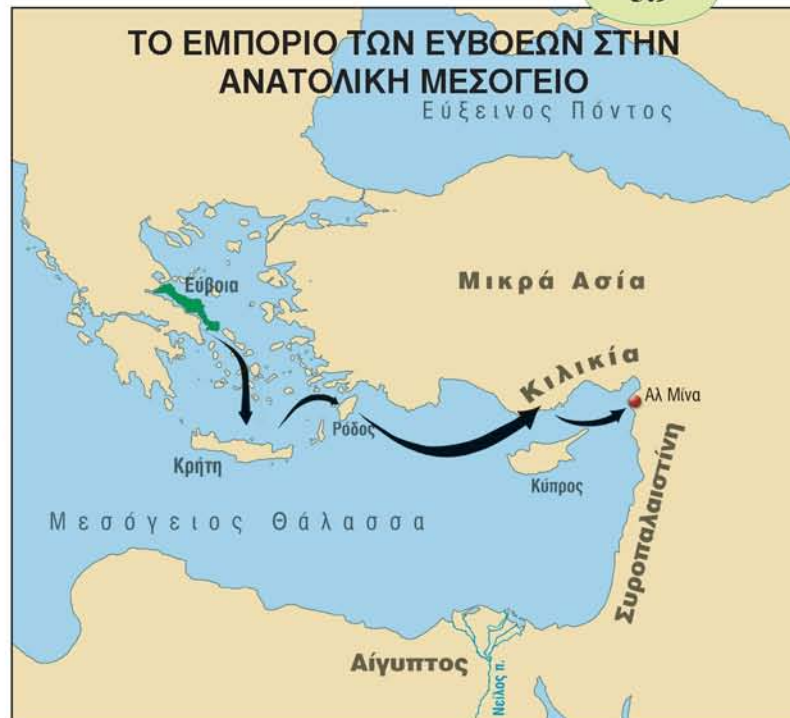 ΤΟ ΕΜΠΟΡΙΟ ΤΩΝ ΕΥΒΟΕΩΝ ΣΤΗΝ
ΑΝΑΤΟΛΙΚΗ ΜΕΣΟΓΕΙΟ
Εύξεινος Πόντος
Εύβοια
Μικρά Ασία
Κιλικία
Αλ Μίνα
Ρόδος
Κρήτη
Κύπρος
Μεσόγειος Θάλασσα
Συροπαλαιστίνη
Αίγυπτος
Νείλος π.